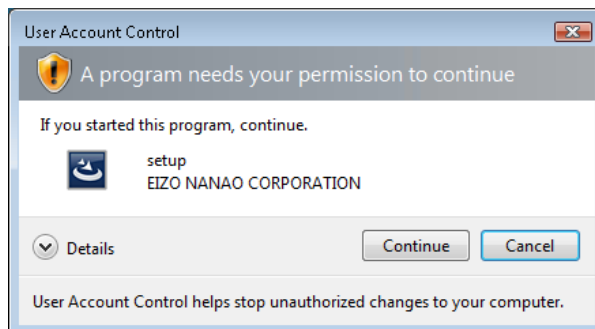 User Account Control
A program needs your permission to continue
If you started this program, continue.
setup
EIZO NANAO CORPORATION
Details
Continue
Cancel
User Account Control helps stop unauthorized changes to your computer.